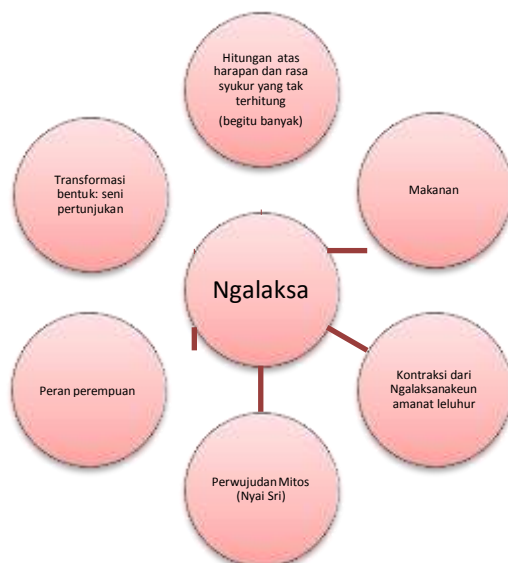 Hitungan atas
harapan dan rasa
syukur yang tak
terhitung
(begitu banyak)
Transformasi
bentuk: seni
pertunjukan
Makanan
Ngalaksa
Peran perempuan
Kontraksi dari
Ngalaksanakeun
amanat leluhur
Perwujudan Mitos
(Nyai Sri)